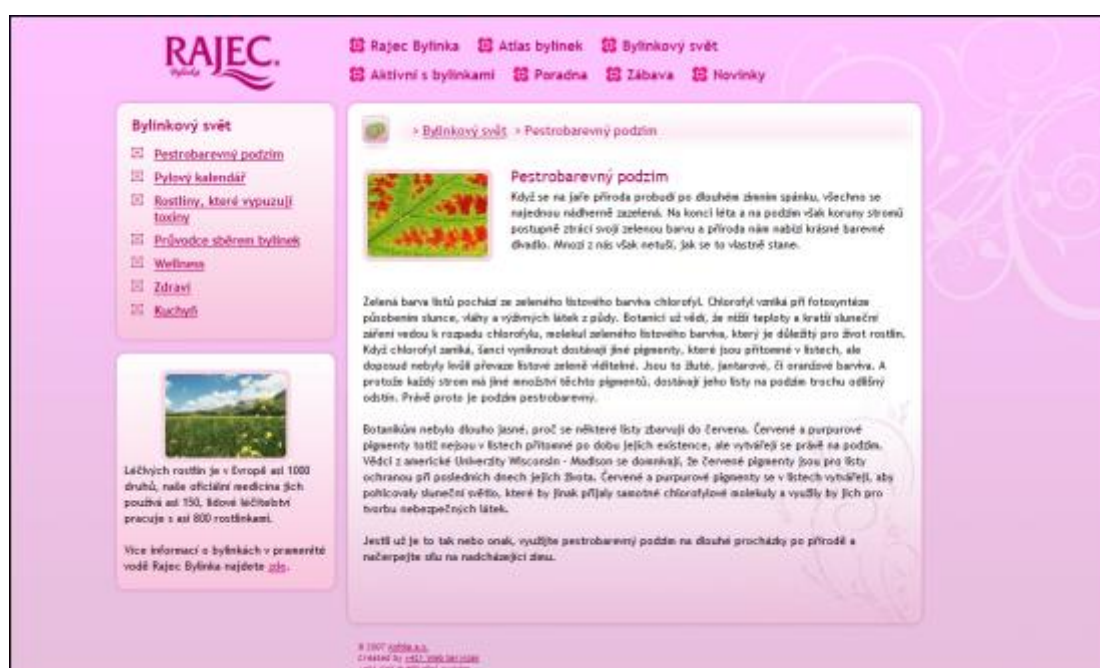 RAJEC.
Bylinka
Rajec Bylinka Atlas bylinek Bylinkový svět
Aktivní s bylinkami Poradna Zábava Novinky
Bylinkový svět
Pestrobarevný podzim
Pylový kalendář
Rostliny, které vypuzují
toxiny
Průvodce sběrem bylinek
Wellness
Zdraví
Kuchyň
Léčivých rostlin je v Evropě asi 1000
druhů, naše oficiální medicína jich
používá asi 150, lidové léčitelství
pracuje s asi 800 rostlinkami.
Více informací o bylinkách v pramenité
vodě Rajec Bylinka najdete zde.
> Bylinkový svět > Pestrobarevný podzim
Pestrobarevný podzim
Když se na jaře příroda probudí po dlouhém zimním spánku, všechno se
najednou nádherně zazelená. Na konci léta a na podzim však koruny stromů
postupně ztrácí svojí zelenou barvu a příroda nám nabízí krásné barevné
divadlo. Mnozí z nás však netuší, jak se to vlastně stane.
Zelená barva listů pochází ze zeleného listového barviva chlorofyl. Chlorofyl vzniká při fotosyntéze
působením slunce, vláhy a výživných látek z půdy. Botanici už vědí, že nižší teploty a kratší sluneční
záření vedou k rozpadu chlorofylu, molekul zeleného listového barviva, který je důležitý pro život rostlin.
Když chlorofyl zaniká, šanci vyniknout dostávají jiné pigmenty, které jsou přítomné v listech, ale
doposud nebyly kvůli převaze listové zeleně viditelné. Jsou to žluté, jantarové, či oranžové barviva. A
protože každý strom má jiné množství těchto pigmentů, dostávají jeho listy na podzim trochu odlišný
odstín. Právě proto je podzim pestrobarevný.
Botanikům nebylo dlouho jasné, proč se některé listy zbarvují do červena. Červené a purpurové
pigmenty totiž nejsou v listech přítomné po dobu jejich existence, ale vytvářejí se právě na podzim.
Vědci z americké Univerzity Wisconsin - Madison se domnívají, že červené pigmenty jsou pro listy
ochranou při posledních dnech jejich života. Červené a purpurové pigmenty se v listech vytvářejí, aby
pohlcovaly sluneční světlo, které by jinak přijaly samotné chlorofylové molekuly a využily by jich pro
tvorbu nebezpečných látek.
Jestli už je to tak nebo onak, využijte pestrobarevný podzim na dlouhé procházky po přírodě a
načerpejte sílu na nadcházející zimu.
© 2007 Kofola a.s.
Created by